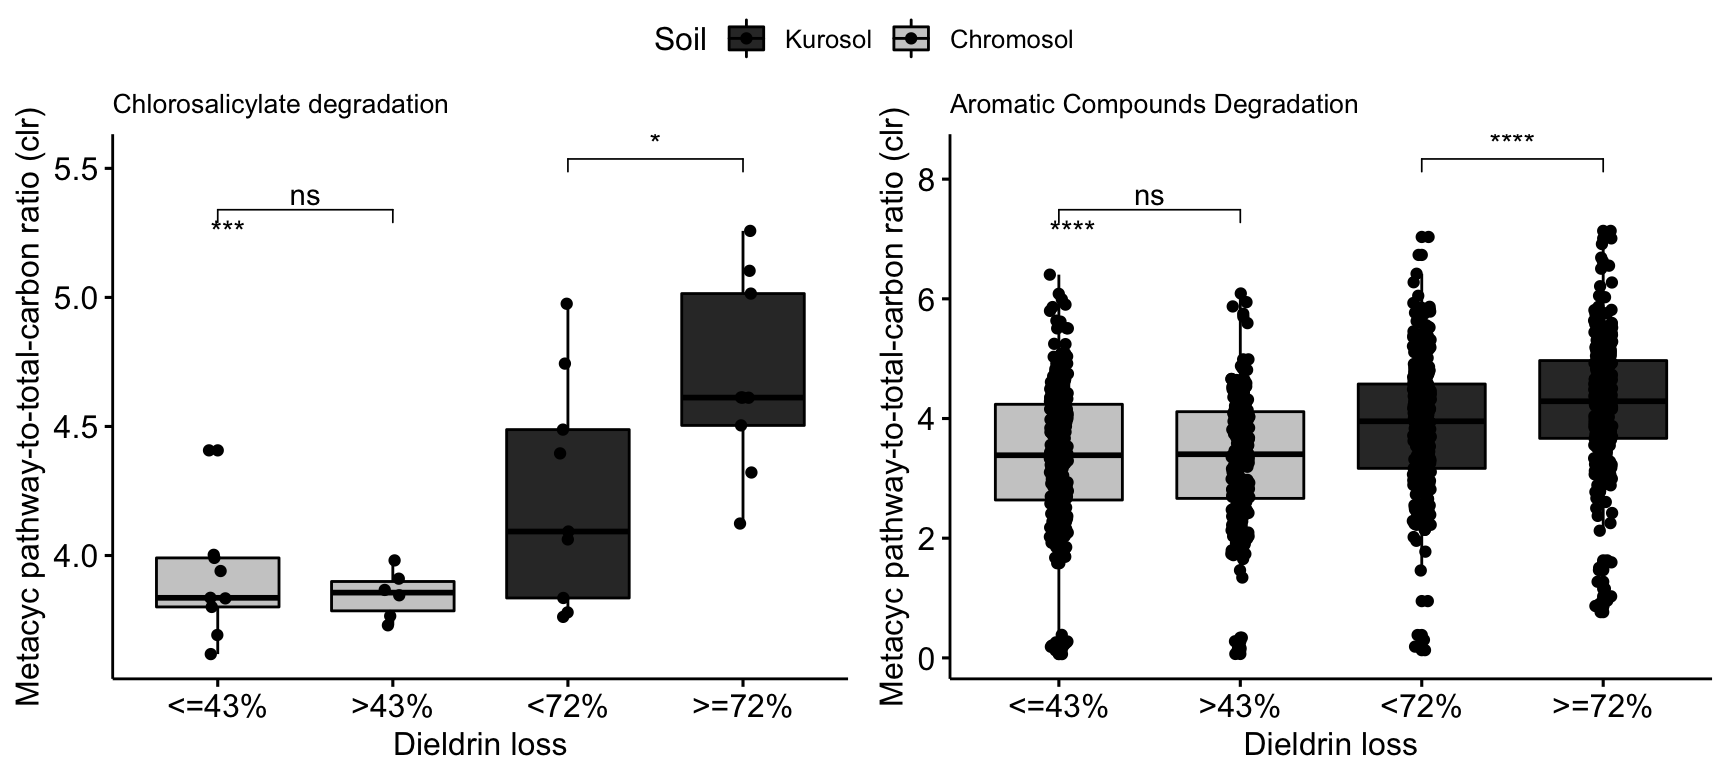 Soil Kurosol Chromosol
Chlorosalicylate degradation
Metacyc pathway-to-total-carbon ratio (clr)
5.5
5.0
4.5
4.0
*
ns
***
<=43% >43% <72% >=72%
Dieldrin loss
Aromatic Compounds Degradation
Metacyc pathway-to-total-carbon ratio (clr)
8
6
4
2
0
****
ns
****
<=43% >43% <72% >=72%
Dieldrin loss